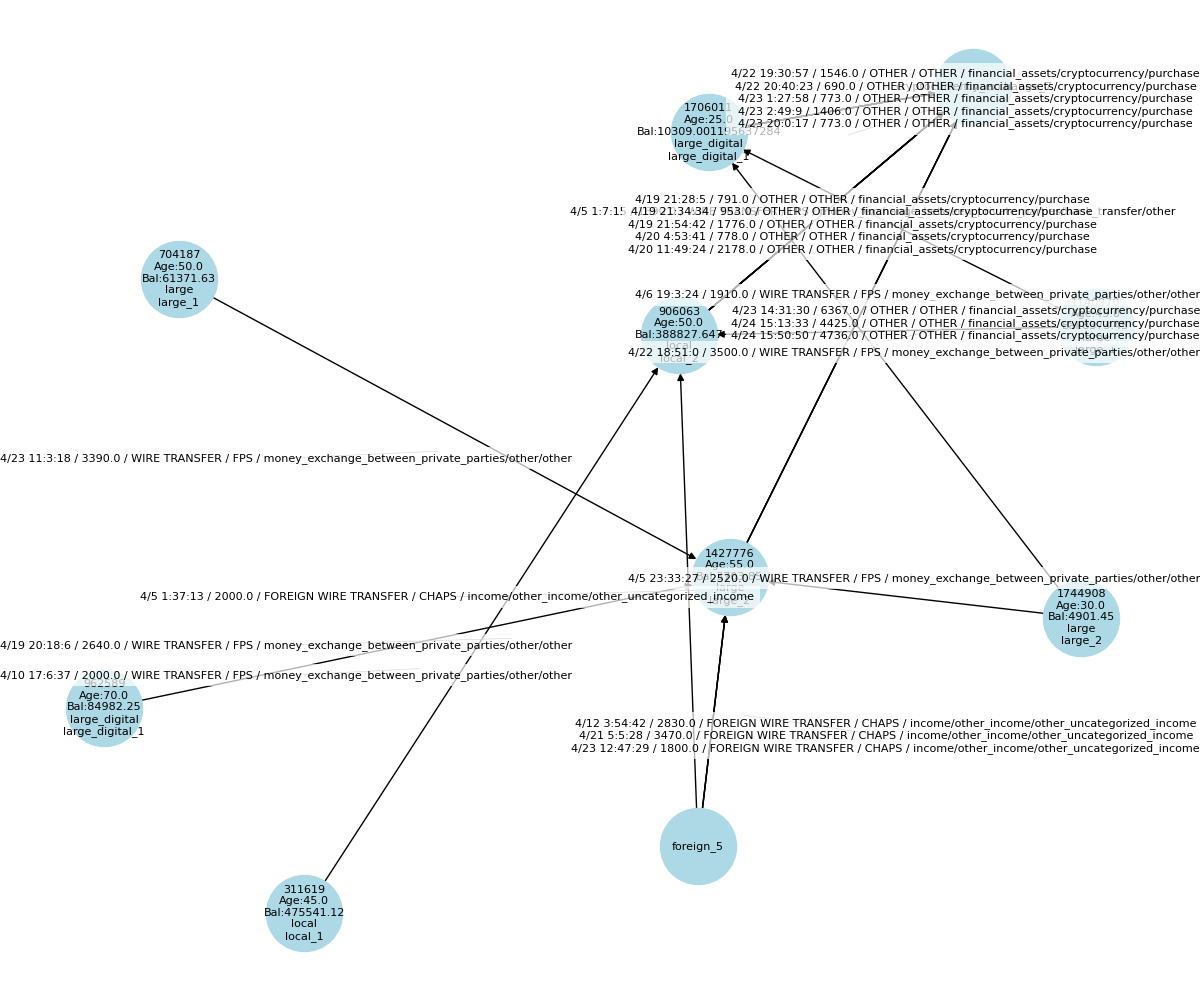 4/22 19:30:57 / 1546.0 / OTHER / OTHER / financial_assets/cryptocurrency/purchase
4/22 20:40:23 / 690.0 / OTHER / OTHER / financial_assets/cryptocurrency/purchase
4/23 1:27:58 / 773.0 / OTHER / OTHER / financial_assets/cryptocurrency/purchase
4/23 2:49:9 / 1406.0 / OTHER / OTHER / financial_assets/cryptocurrency/purchase
4/23 20:0:17 / 773.0 / OTHER / OTHER / financial_assets/cryptocurrency/purchase
1706011
Age:25.0
Bal:10309.001195637284
large_digital
large_digital_1
4/19 21:28:5 / 791.0 / OTHER / OTHER / financial_assets/cryptocurrency/purchase
4/5 1:7:15
4/19 21:34:34 / 953.0 / OTHER / OTHER / financial_assets/cryptocurrency/purchase
transfer/other
4/19 21:54:42 / 1776.0 / OTHER / OTHER / financial_assets/cryptocurrency/purchase
4/20 4:53:41 / 778.0 / OTHER / OTHER / financial_assets/cryptocurrency/purchase
4/20 11:49:24 / 2178.0 / OTHER / OTHER / financial_assets/cryptocurrency/purchase
704187
Age:50.0
Bal:61371.63
large
large_1
4/6 19:3:24 / 1910.0 / WIRE TRANSFER / FPS / money_exchange_between_private_parties/other/other
906063
Age:50.0
Bal:388827.647
local
local_2
4/23 14:31:30 / 6367.0 / OTHER / OTHER / financial_assets/cryptocurrency/purchase
4/24 15:13:33 / 4425.0 / OTHER / OTHER / financial_assets/cryptocurrency/purchase
4/24 15:50:50 / 4736.0 / OTHER / OTHER / financial_assets/cryptocurrency/purchase
4/22 18:51:0 / 3500.0 / WIRE TRANSFER / FPS / money_exchange_between_private_parties/other/other
4/23 11:3:18 / 3390.0 / WIRE TRANSFER / FPS / money_exchange_between_private_parties/other/other
1427776
Age:55.0
4/5 23:33:27 / 2520.0 / WIRE TRANSFER / FPS / money_exchange_between_private_parties/other/other
4/5 1:37:13 / 2000.0 / FOREIGN WIRE TRANSFER / CHAPS / income/other_income/other_uncategorized_income
1744908
Age:30.0
Bal:4901.45
large
large_2
4/19 20:18:6 / 2640.0 / WIRE TRANSFER / FPS / money_exchange_between_private_parties/other/other
4/10 17:6:37 / 2000.0 / WIRE TRANSFER / FPS / money_exchange_between_private_parties/other/other
962589
Age:70.0
Bal:84982.25
large_digital
large_digital_1
4/12 3:54:42 / 2830.0 / FOREIGN WIRE TRANSFER / CHAPS / income/other_income/other_uncategorized_income
4/21 5:5:28 / 3470.0 / FOREIGN WIRE TRANSFER / CHAPS / income/other_income/other_uncategorized_income
4/23 12:47:29 / 1800.0 / FOREIGN WIRE TRANSFER / CHAPS / income/other_income/other_uncategorized_income
foreign_5
311619
Age:45.0
Bal:475541.12
local
local_1